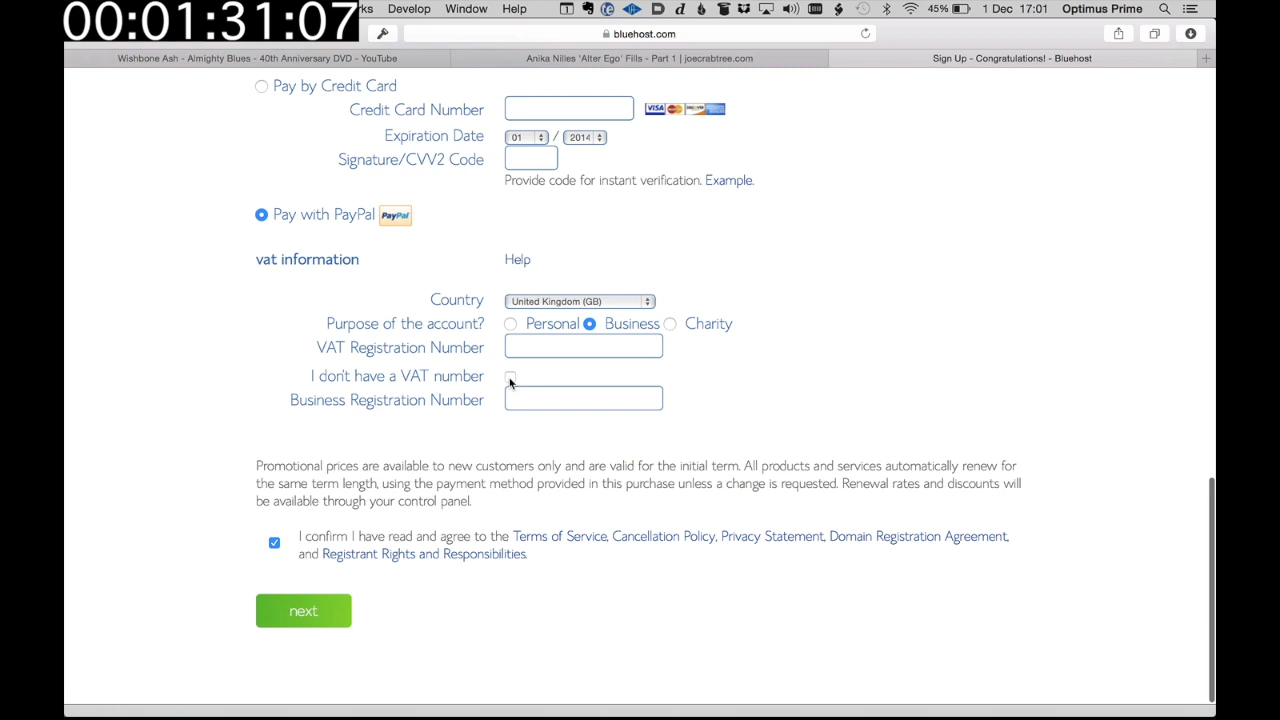 00:01:31:07
ks Develop Window Help 45% 1 Dec 17:01 Optimus Prime
bluehost.com
Wishbone Ash - Almighty Blues - 40th Anniversary DVD - YouTube
Anika Nilles 'Alter Ego' Fills - Part 1 | joecrabtree.com
Sign Up - Congratulations! - Bluehost
Pay by Credit Card
Credit Card Number VISA
Expiration Date 01 / 2014
Signature/CVV2 Code
Provide code for instant verification. Example.
Pay with PayPal PayPal
vat information Help
Country United Kingdom (GB)
Purpose of the account? Personal Business Charity
VAT Registration Number
I don't have a VAT number
Business Registration Number
Promotional prices are available to new customers only and are valid for the initial term. All products and services automatically renew for
the same term length, using the payment method provided in this purchase unless a change is requested. Renewal rates and discounts will
be available through your control panel.
I confirm I have read and agree to the Terms of Service, Cancellation Policy, Privacy Statement, Domain Registration Agreement,
and Registrant Rights and Responsibilities.
next